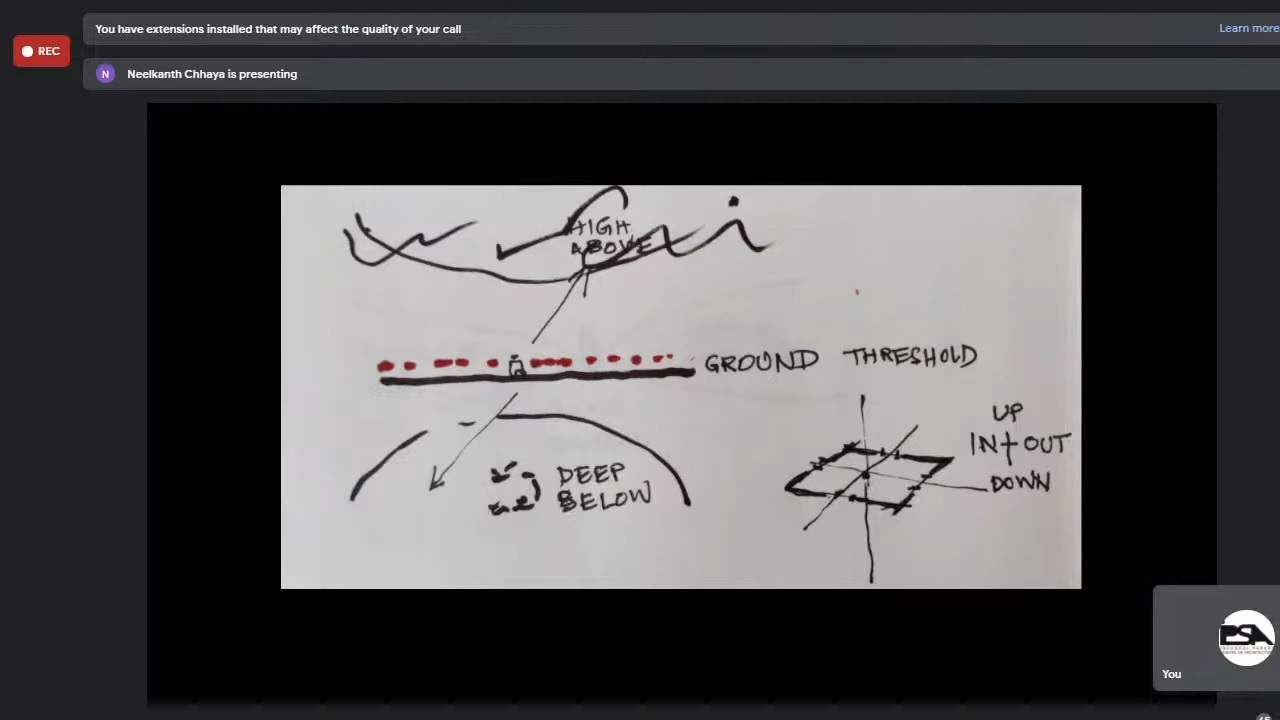 You have extensions installed that may affect the quality of your call
Learn more
REC
N
Neelkanth Chhaya is presenting
HIGH
ABOVE
GROUND THRESHOLD
UP
IN + OUT
DOWN
DEEP
BELOW
PSA
You